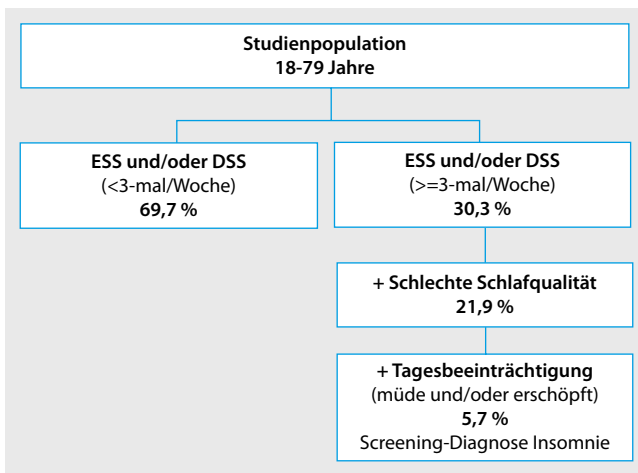 Studienpopulation
18-79 Jahre
ESS und/oder DSS
(<3-mal/Woche)
69,7 %
ESS und/oder DSS
(>=3-mal/Woche)
30,3 %
+ Schlechte Schlafqualität
21,9 %
+ Tagesbeeinträchtigung
(müde und/oder erschöpft)
5,7 %
Screening-Diagnose Insomnie